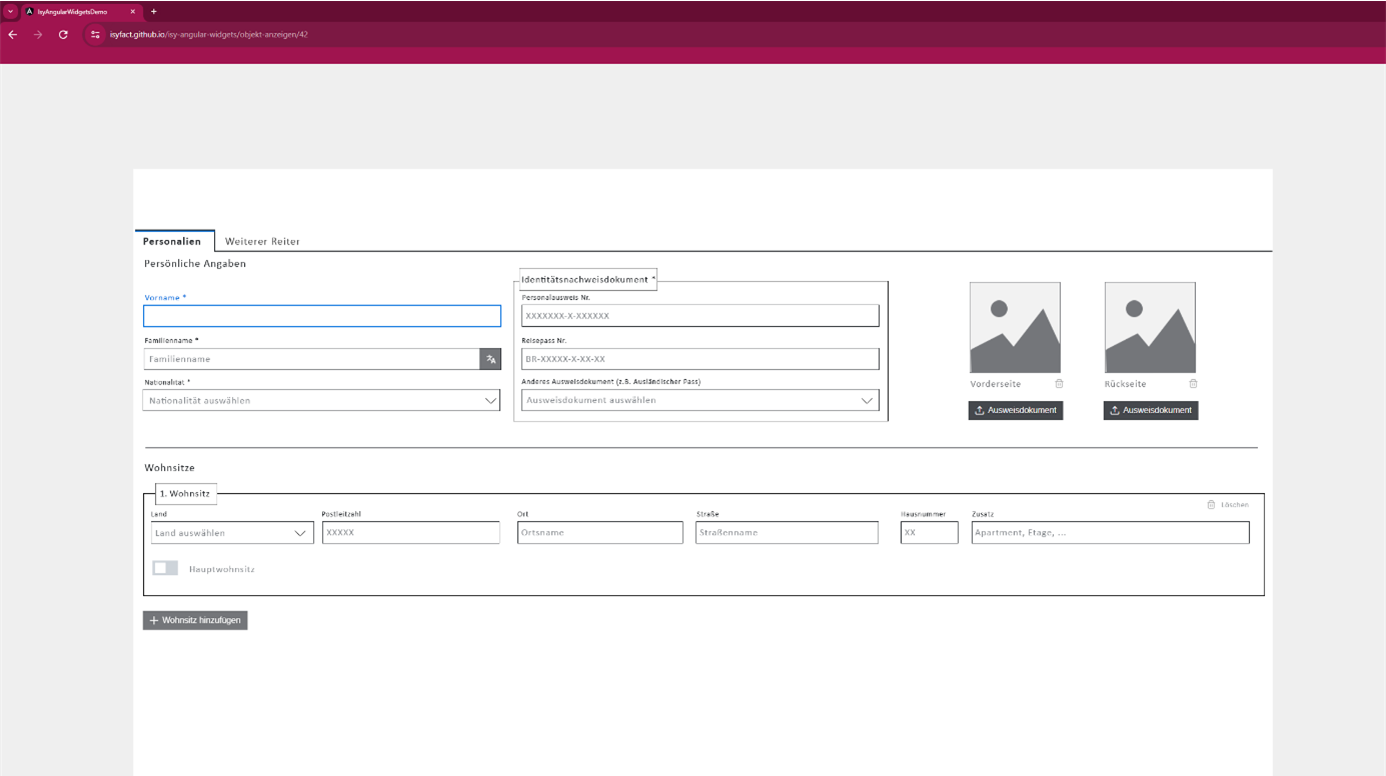 IsyAngularWidgetsDemo
isyfact.github.io/isy-angular-widgets/objekt-anzeigen/42
Personalien Weiterer Reiter
Persönliche Angaben
Identitätsnachweisdokument *
Vorname *
Personalausweis Nr.
XXXXXXX-X-XXXXXX
Familienname *
Reisepass Nr.
Familienname
BR-XXXXX-X-XX-XX
Nationalität *
Anderes Ausweisdokument (z.B. Ausländischer Pass)
Nationalität auswählen
Ausweisdokument auswählen
Vorderseite
Rückseite
Ausweisdokument
Ausweisdokument
Wohnsitze
1. Wohnsitz
Löschen
Land Postleitzahl Ort Straße Hausnummer Zusatz
Land auswählen XXXXX Ortsname Straßenname XX Apartment, Etage, ...
Hauptwohnsitz
+ Wohnsitz hinzufügen